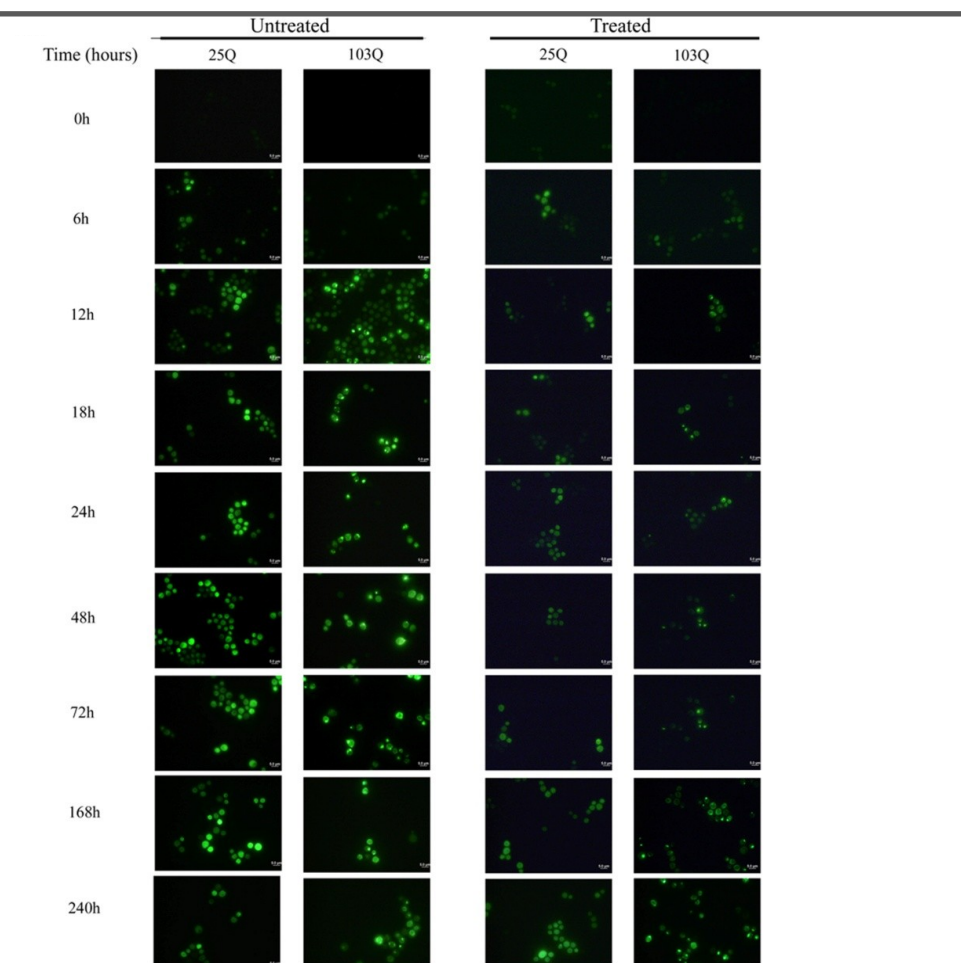 Untreated Treated
Time (hours) 25Q 103Q 25Q 103Q
0h
6h
12h
18h
24h
48h
72h
168h
240h